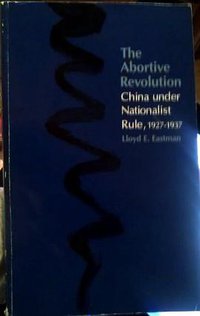 The
Abortive
Revolution
China under
Nationalist
Rule, 1927-1937
Lloyd E. Eastman